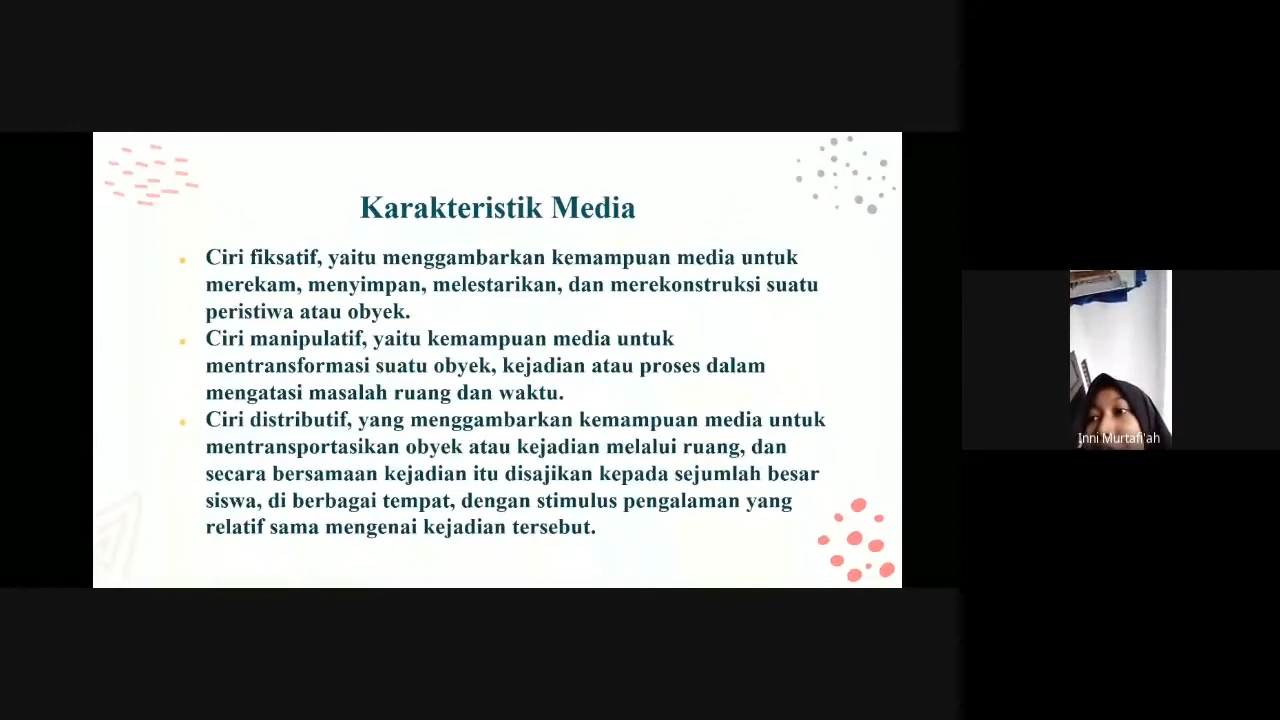 Karakteristik Media
Ciri fiksatif, yaitu menggambarkan kemampuan media untuk
merekam, menyimpan, melestarikan, dan merekonstruksi suatu
peristiwa atau obyek.
Ciri manipulatif, yaitu kemampuan media untuk
mentransformasi suatu obyek, kejadian atau proses dalam
mengatasi masalah ruang dan waktu.
Ciri distributif, yang menggambarkan kemampuan media untuk
mentransportasikan obyek atau kejadian melalui ruang, dan
secara bersamaan kejadian itu disajikan kepada sejumlah besar
siswa, di berbagai tempat, dengan stimulus pengalaman yang
relatif sama mengenai kejadian tersebut.
Inni Murtafi'ah